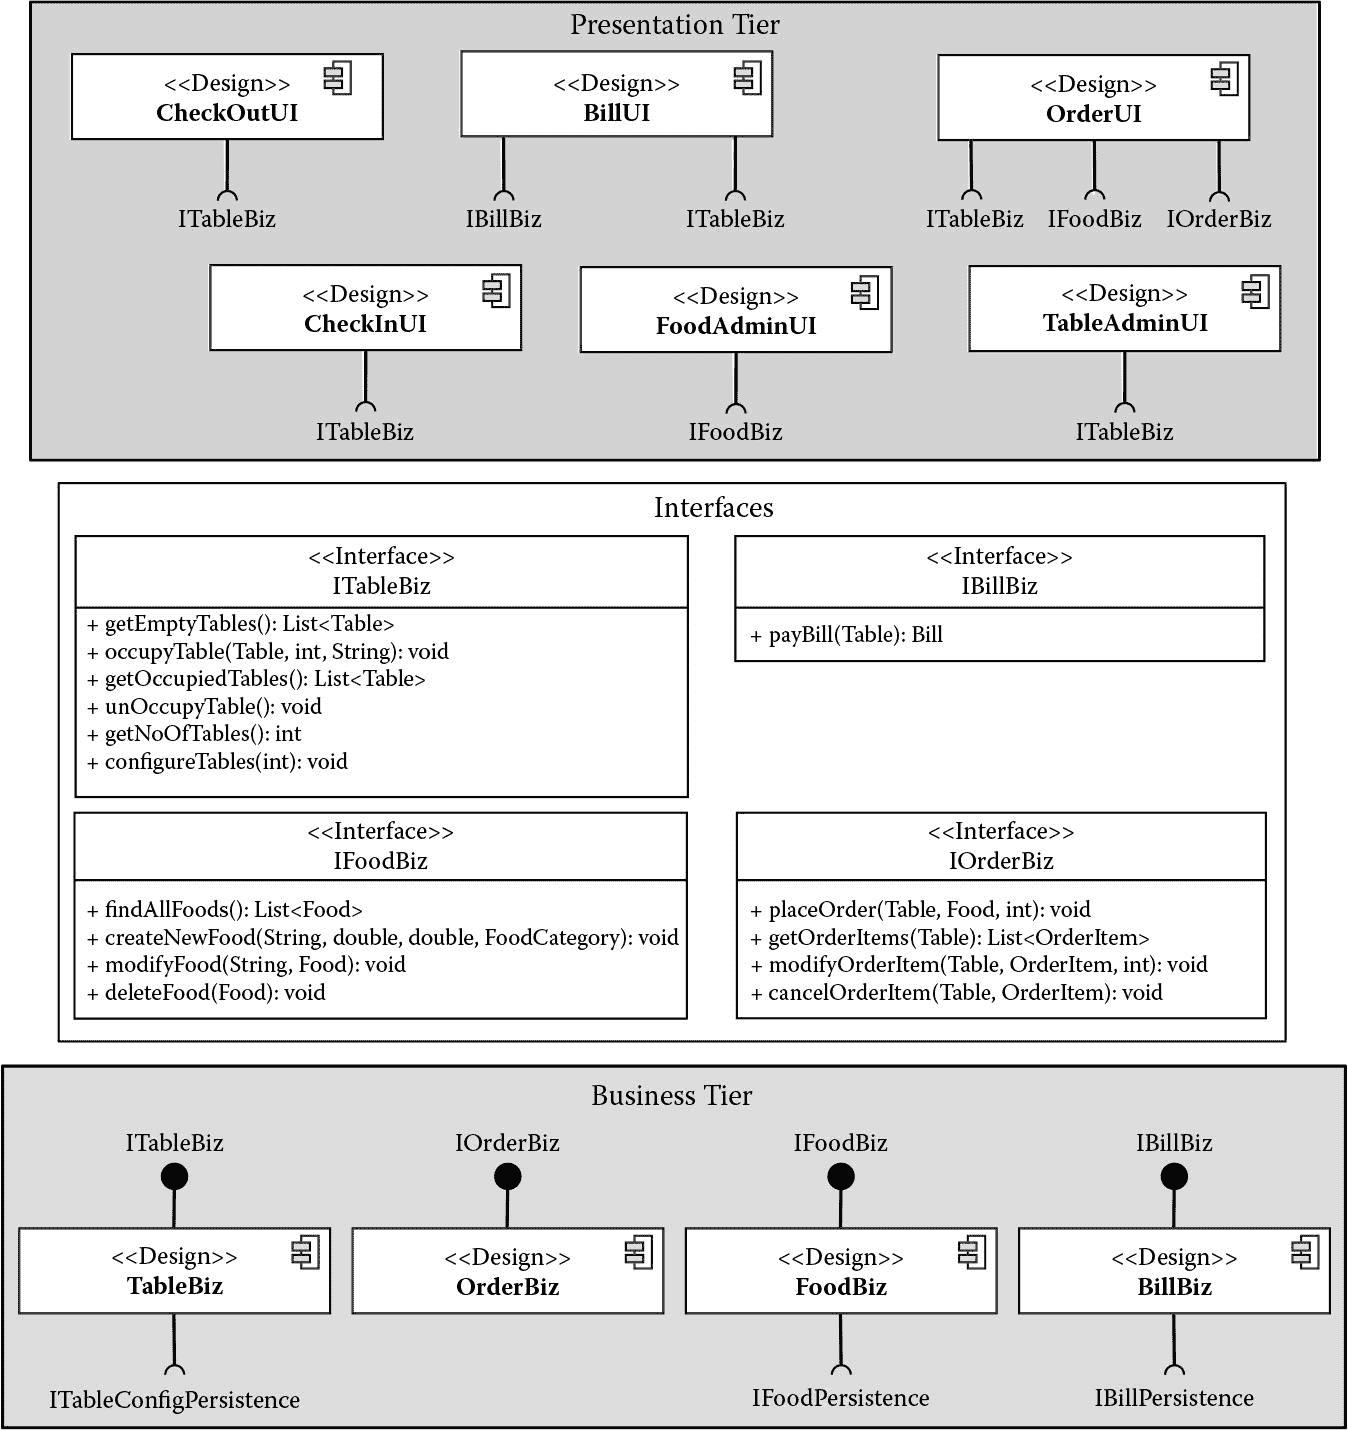 Presentation Tier
<<Design>>
CheckOutUI
<<Design>>
BillUI
<<Design>>
OrderUI
ITableBiz
IBillBiz
ITableBiz
ITableBiz
IFoodBiz
IOrderBiz
<<Design>>
CheckInUI
<<Design>>
FoodAdminUI
<<Design>>
TableAdminUI
ITableBiz
IFoodBiz
ITableBiz
Interfaces
<<Interface>>
ITableBiz
+ getEmptyTables(): List<Table>
+ occupyTable(Table, int, String): void
+ getOccupiedTables(): List<Table>
+ unOccupyTable(): void
+ getNoOfTables(): int
+ configureTables(int): void
<<Interface>>
IBillBiz
+ payBill(Table): Bill
<<Interface>>
IFoodBiz
+ findAllFoods(): List<Food>
+ createNewFood(String, double, double, FoodCategory): void
+ modifyFood(String, Food): void
+ deleteFood(Food): void
<<Interface>>
IOrderBiz
+ placeOrder(Table, Food, int): void
+ getOrderItems(Table): List<OrderItem>
+ modifyOrderItem(Table, OrderItem, int): void
+ cancelOrderItem(Table, OrderItem): void
Business Tier
ITableBiz
IOrderBiz
IFoodBiz
IBillBiz
<<Design>>
TableBiz
<<Design>>
OrderBiz
<<Design>>
FoodBiz
<<Design>>
BillBiz
ITableConfigPersistence
IFoodPersistence
IBillPersistence